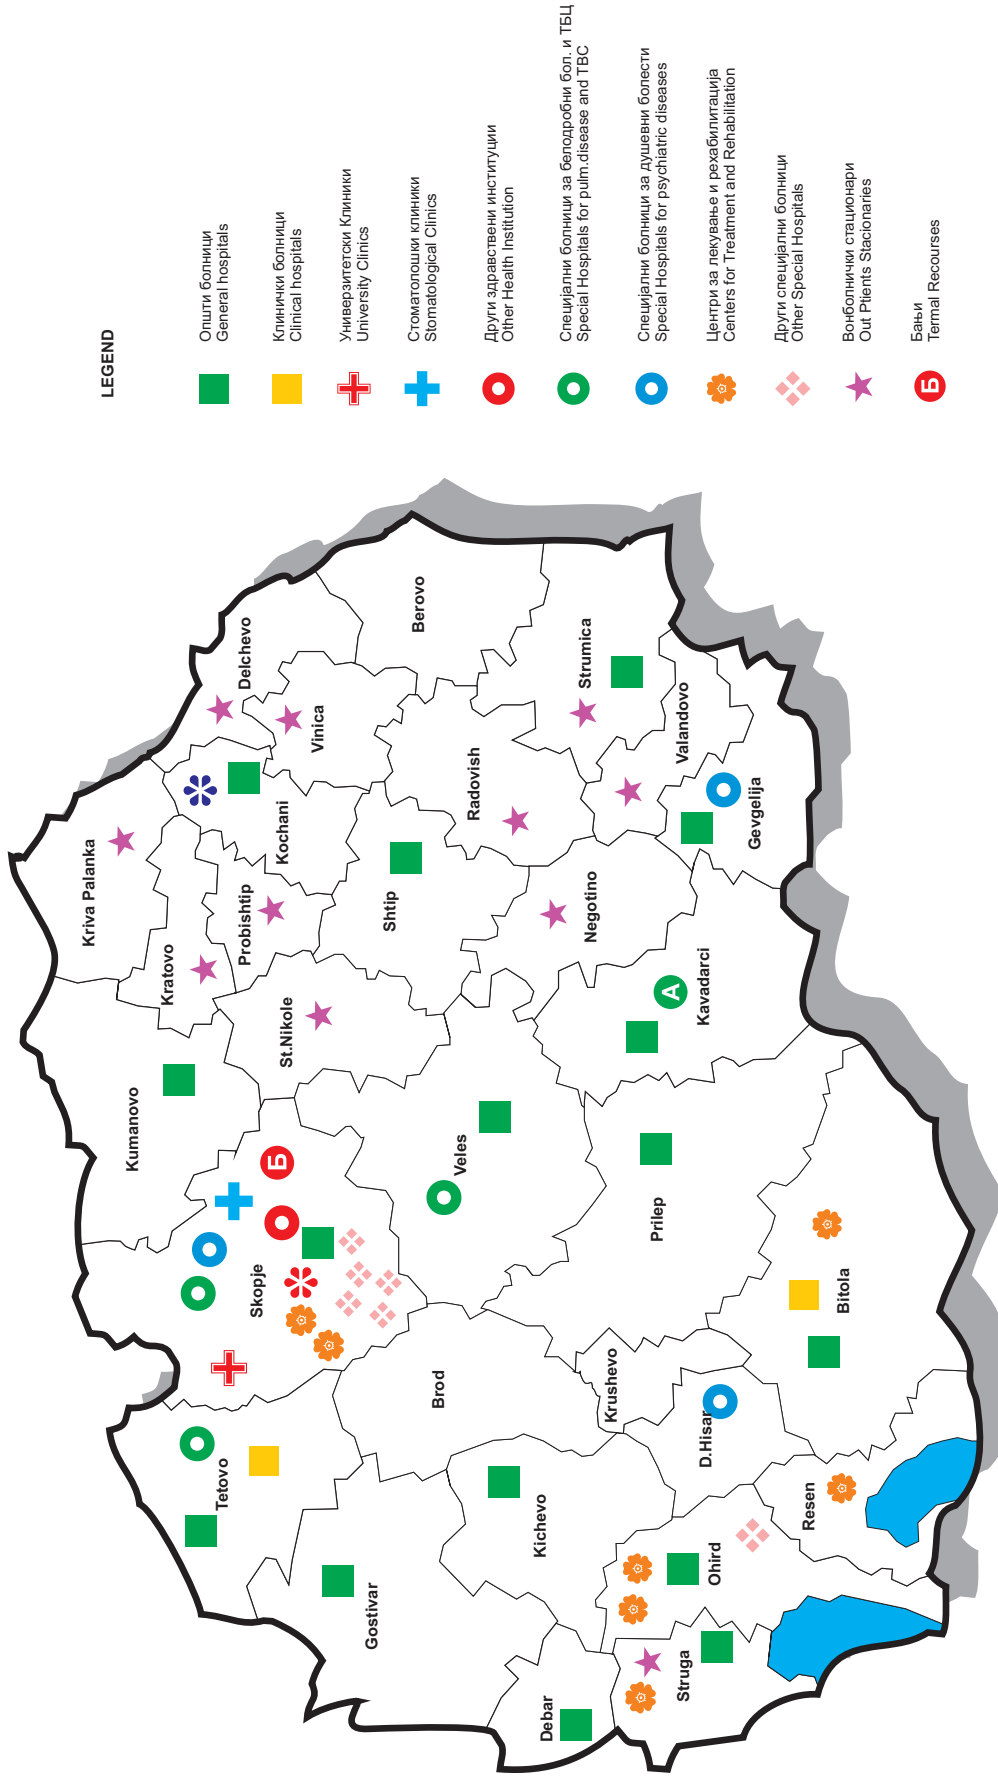 LEGEND
Општи болници
General hospitals
Клинички болници
Clinical hospitals
Универзитетски Клиники
University Clinics
Стоматолошки клиники
Stomatological Clinics
Други здравствени институции
Other Health Institution
Специјални болници за белодробни бол. и ТБЦ
Special Hospitals for pulm.disease and TBC
Специјални болници за душевни болести
Special Hospitals for psychiatric diseases
Центри за лекување и рехабилитација
Centers for Treatment and Rehabilitation
Други специјални болници
Other Special Hospitals
Вонболнички стационари
Out Ptients Stacionaries
Б
Бањи
Termal Recourses
Kriva Palanka
Delchevo
Kratovo
Probishtip
Kochani
Vinica
Berovo
Kumanovo
St.Nikole
Shtip
Radovish
Strumica
Valandovo
Б
Skopje
Veles
Negotino
A
Kavadarci
Gevgelija
Tetovo
Gostivar
Brod
Kichevo
Krushevo
Prilep
Debar
Struga
Ohird
D.Hisar
Resen
Bitola